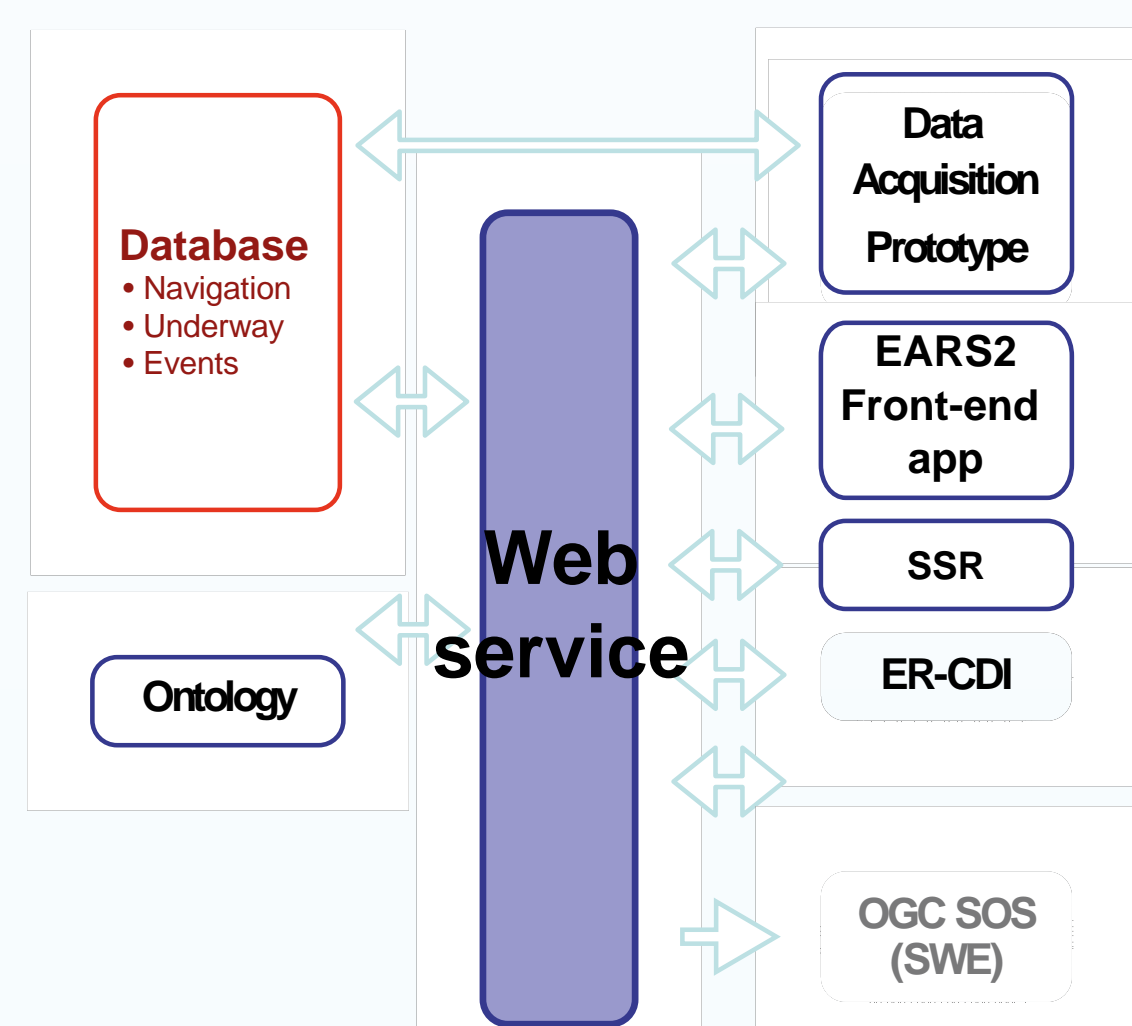 Database
• Navigation
• Underway
• Events
Ontology
Web
service
Data
Acquisition
Prototype
EARS2
Front-end
app
SSR
ER-CDI
OGC SOS
(SWE)